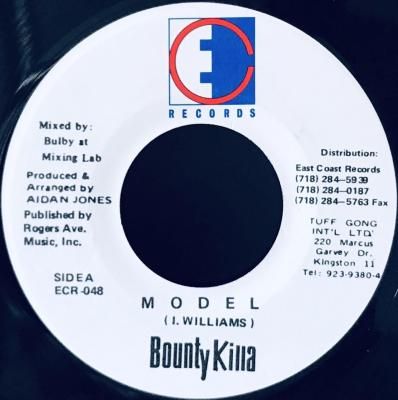 RECORDS
Mixed by:
Bulby at
Mixing Lab
Produced &
Arranged by
AIDAN JONES
Published by
Rogers Ave.
Music, Inc.
SIDE A
ECR-048
Distribution:
East Coast Records
(718) 284-5939
(718) 284-0187
(718) 284-5763 Fax
TUFF GONG
INT'L LTD'
220 Marcus
Garvey Dr.
Kingston 11
Tel: 923-9380-4
MODEL
(I. WILLIAMS)
Bounty Killa